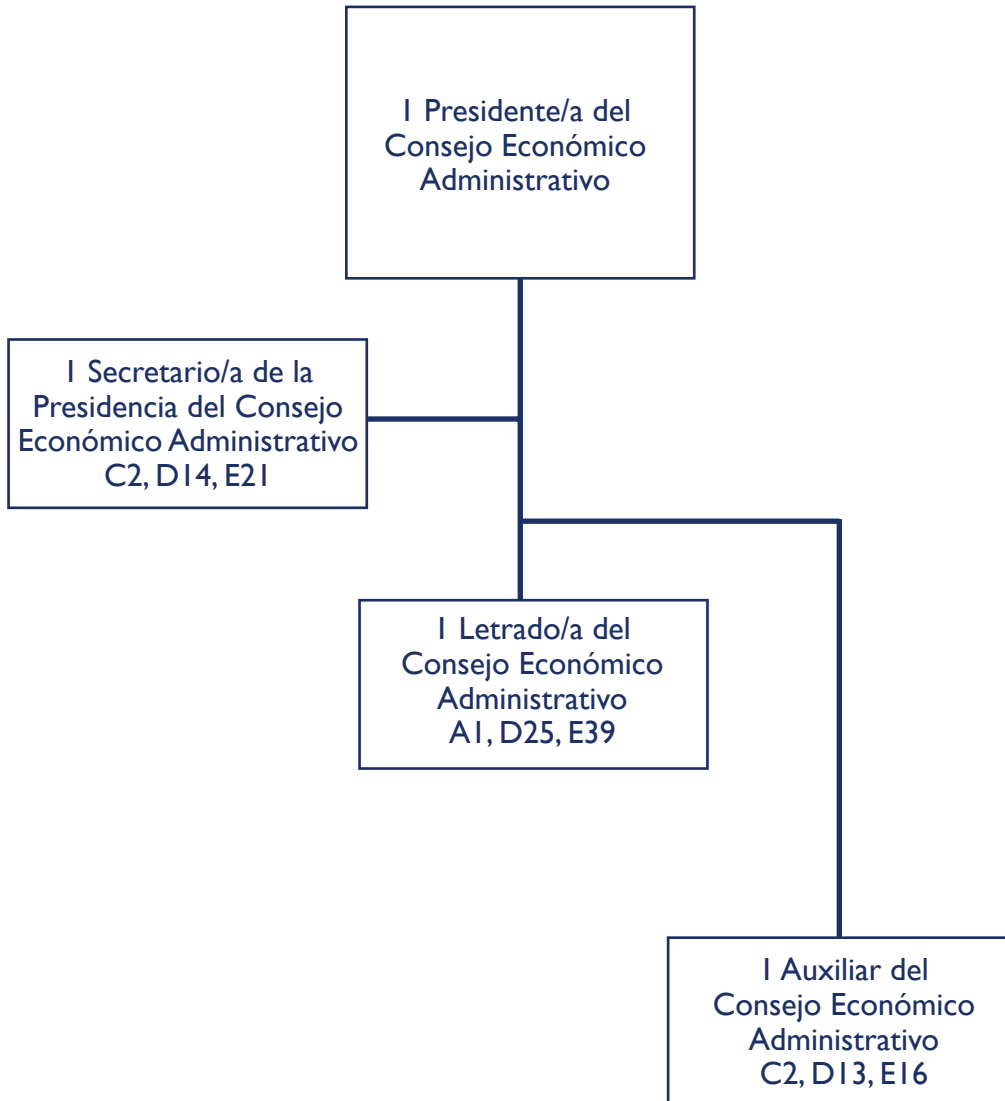 1 Presidente/a del
Consejo Económico
Administrativo
1 Secretario/a de la
Presidencia del Consejo
Económico Administrativo
C2, D14, E21
1 Letrado/a del
Consejo Económico
Administrativo
A1, D25, E39
1 Auxiliar del
Consejo Económico
Administrativo
C2, D13, E16